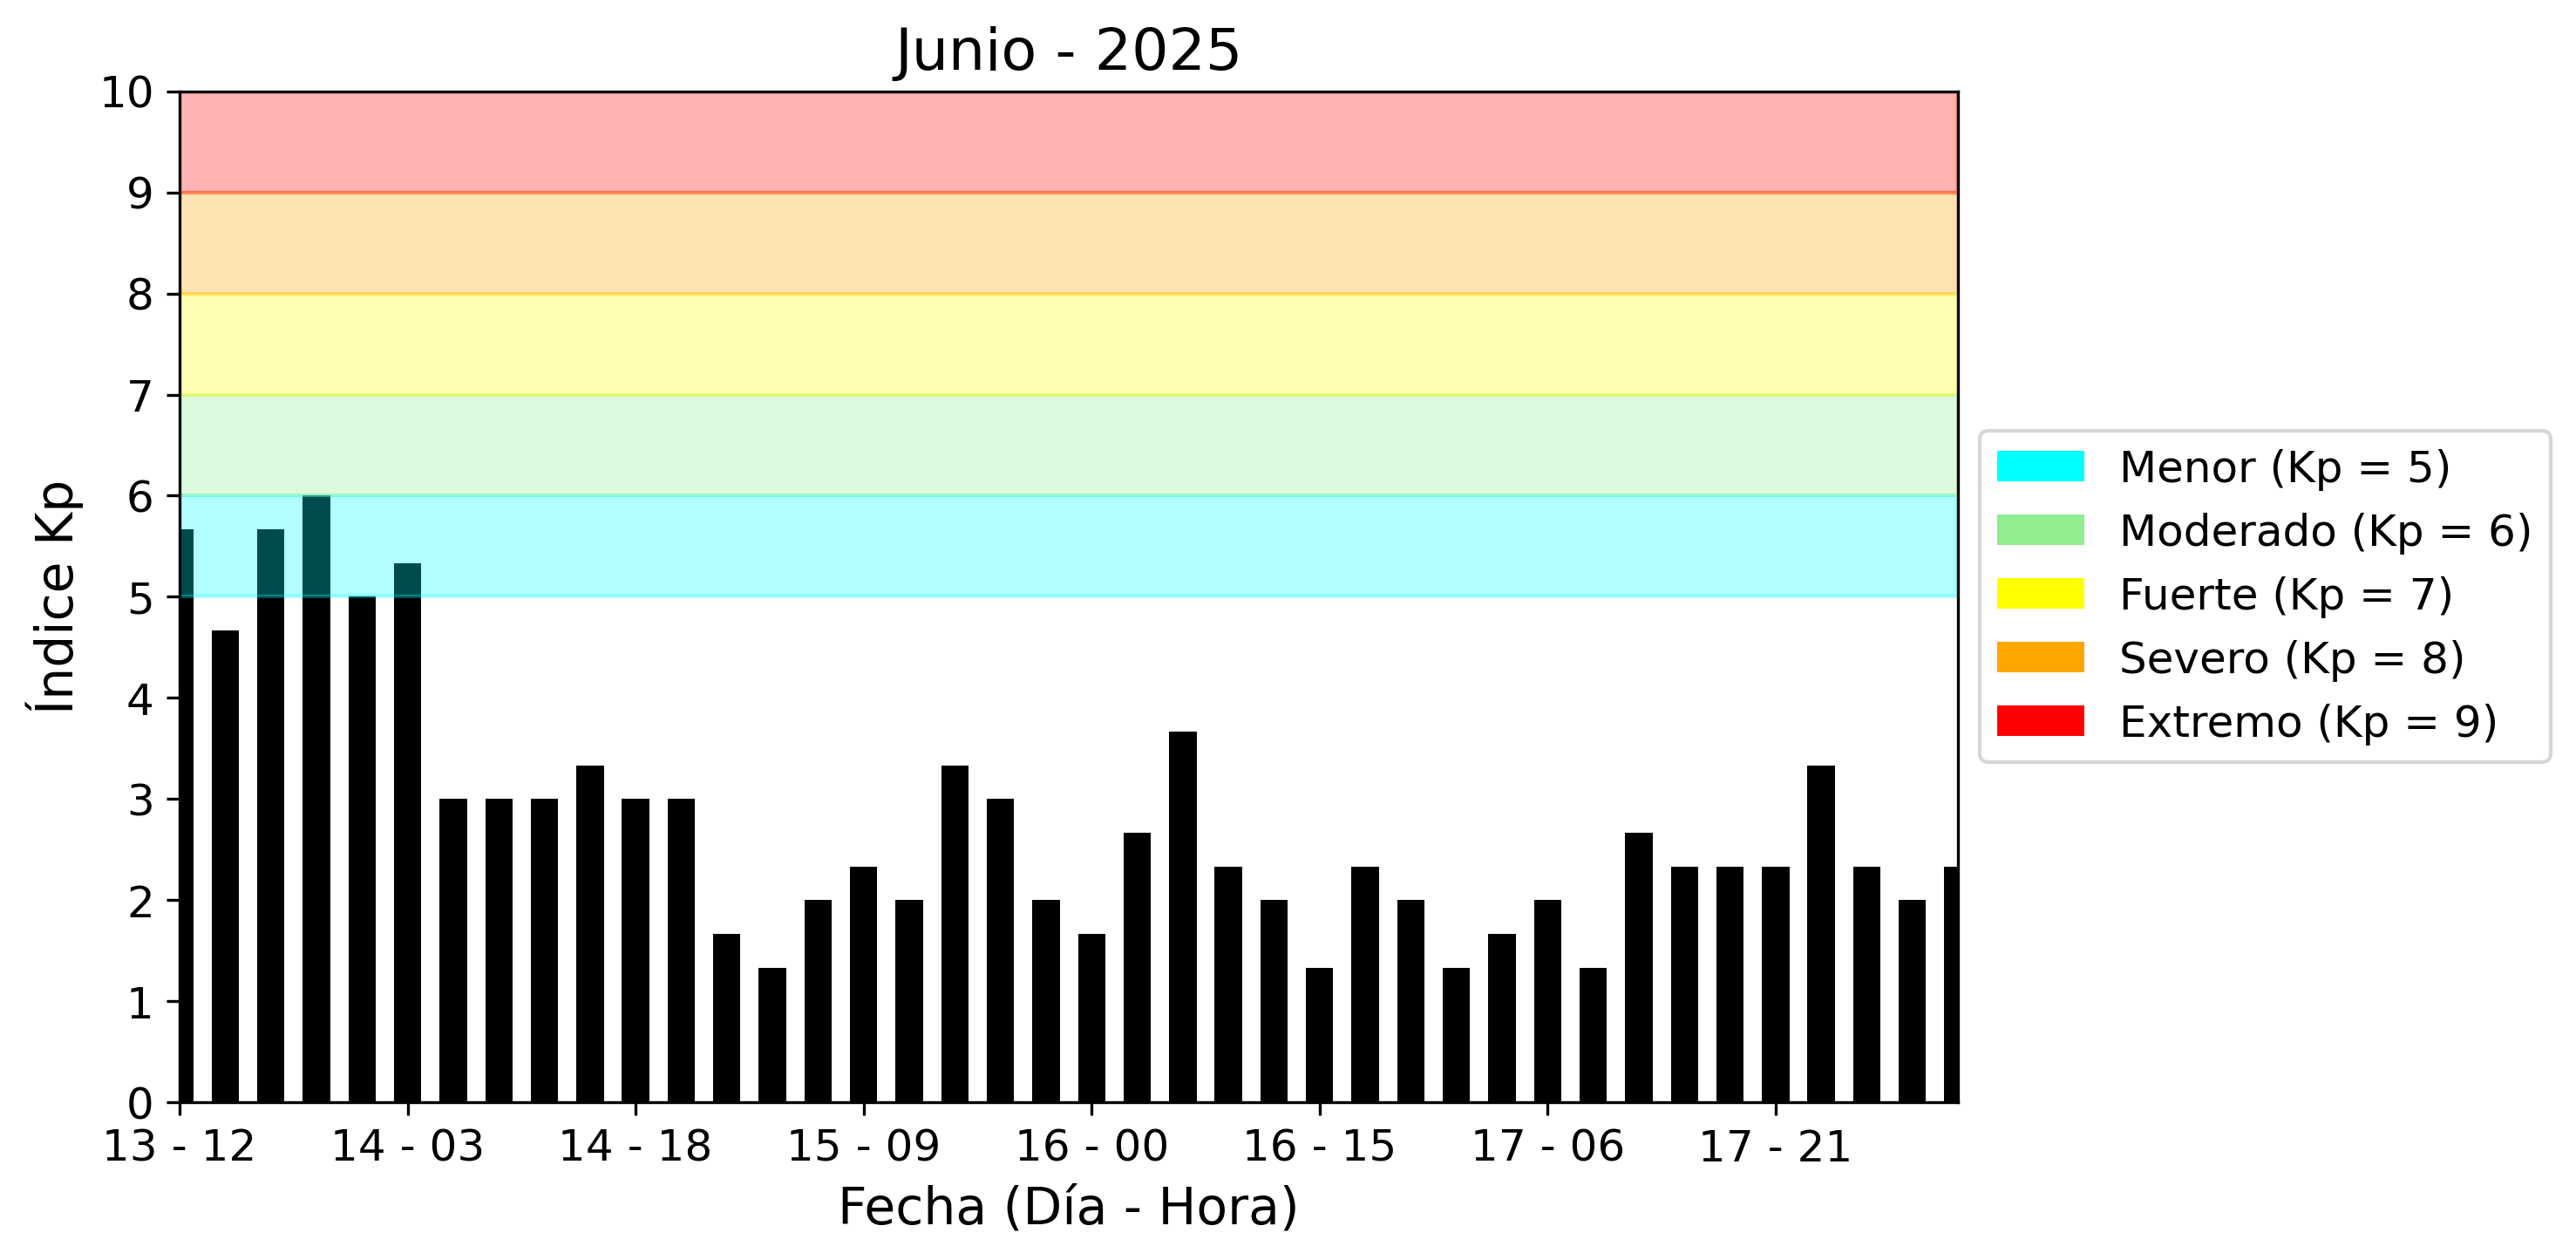 Junio - 2025
10
9
8
7
6
5
4
3
2
1
0
Índice Kp
13 - 12
14 - 03
14 - 18
15 - 09
16 - 00
16 - 15
17 - 06
17 - 21
Fecha (Día - Hora)
Menor (Kp = 5)
Moderado (Kp = 6)
Fuerte (Kp = 7)
Severo (Kp = 8)
Extremo (Kp = 9)